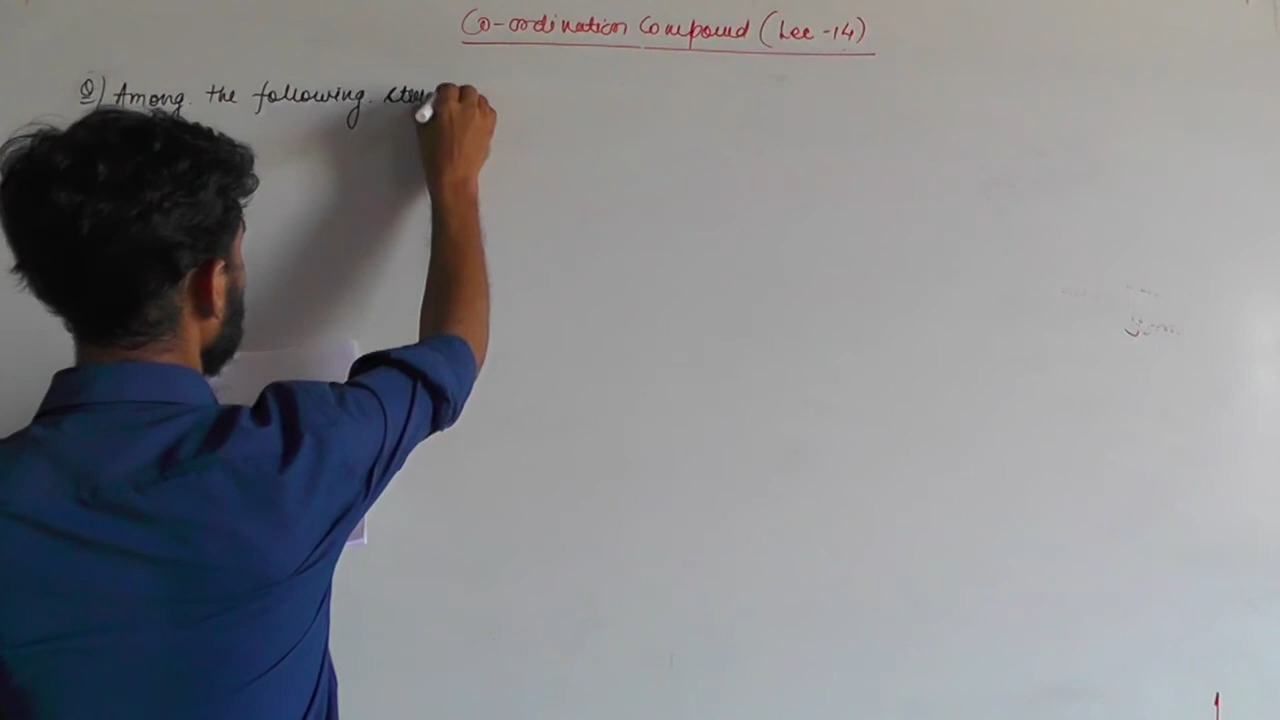 Co-ordination Compound (Lec -14)
Q) Among. the following.